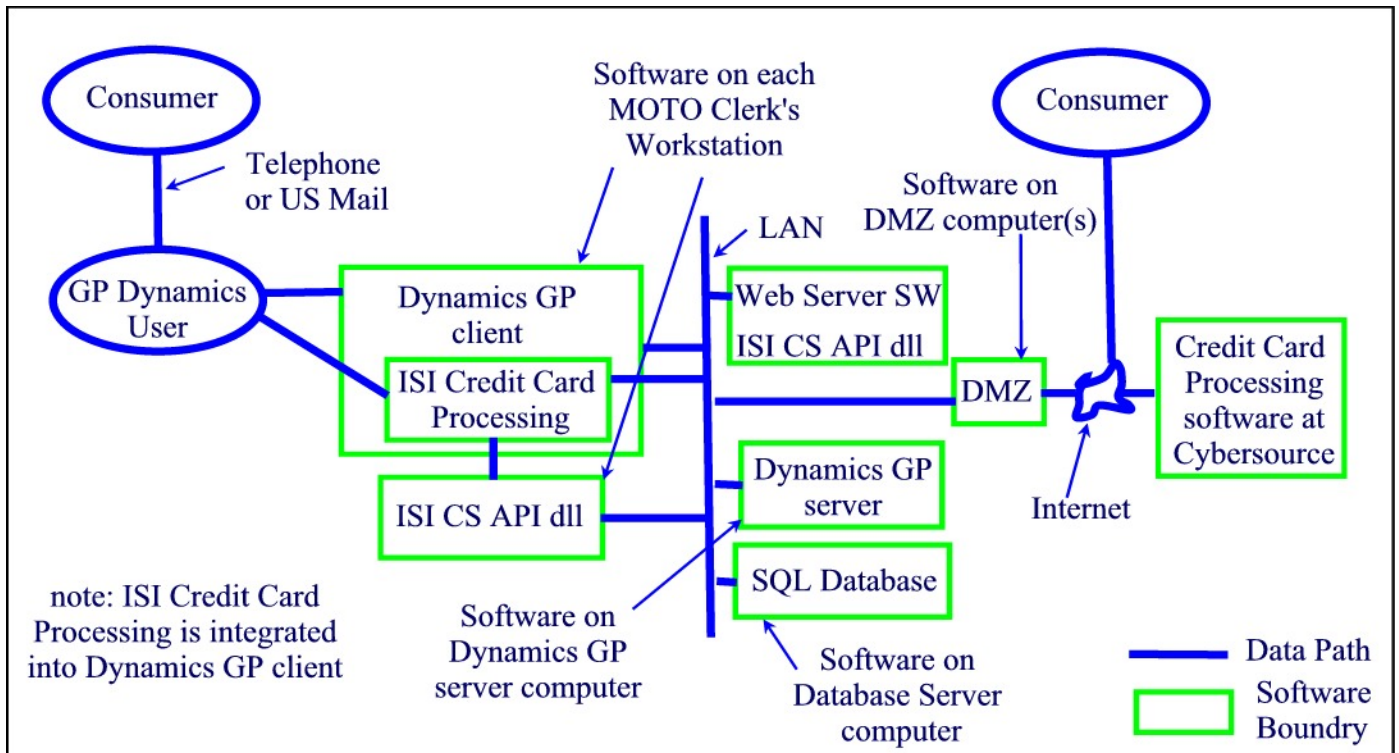 Consumer
Telephone
or US Mail
GP Dynamics
User
Software on each
MOTO Clerk's
Workstation
Dynamics GP
client
ISI Credit Card
Processing
ISI CS API dll
note: ISI Credit Card
Processing is integrated
into Dynamics GP client
LAN
Web Server SW
ISI CS API dll
Software on
DMZ computer(s)
DMZ
Consumer
Internet
Credit Card
Processing
software at
Cybersource
Dynamics GP
server
SQL Database
Software on
Dynamics GP
server computer
Software on
Database Server
computer
Data Path
Software
Boundry